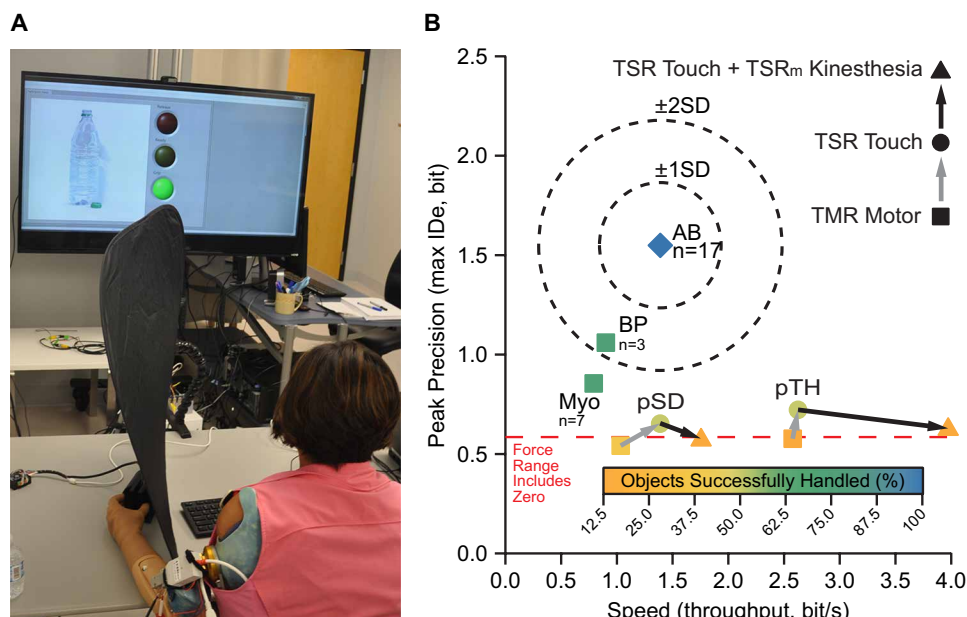 A
B
TSR Touch + TSRm Kinesthesia
TSR Touch
TMR Motor
±2SD
±1SD
AB
n=17
BP
n=3
Myo
n=7
pSD
pTH
Force
Range
Includes
Zero
Objects Successfully Handled (%)
12.5 25.0 37.5 50.0 62.5 75.0 87.5 100
Peak Precision (max IDe, bit)
2.5
2.0
1.5
1.0
0.5
0.0
0.0 0.5 1.0 1.5 2.0 2.5 3.0 3.5 4.0
Speed (throughput, bit/s)